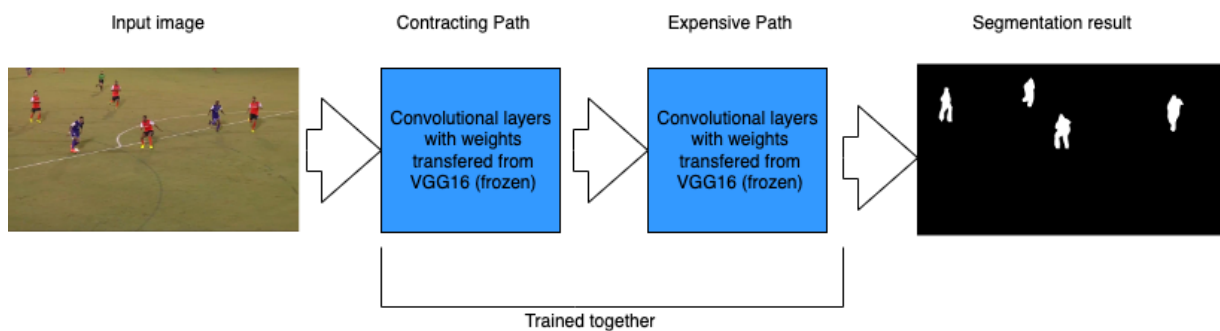 Input image
Contracting Path
Expensive Path
Segmentation result
Convolutional layers
with weights
transfered from
VGG16 (frozen)
Convolutional layers
with weights
transfered from
VGG16 (frozen)
Trained together